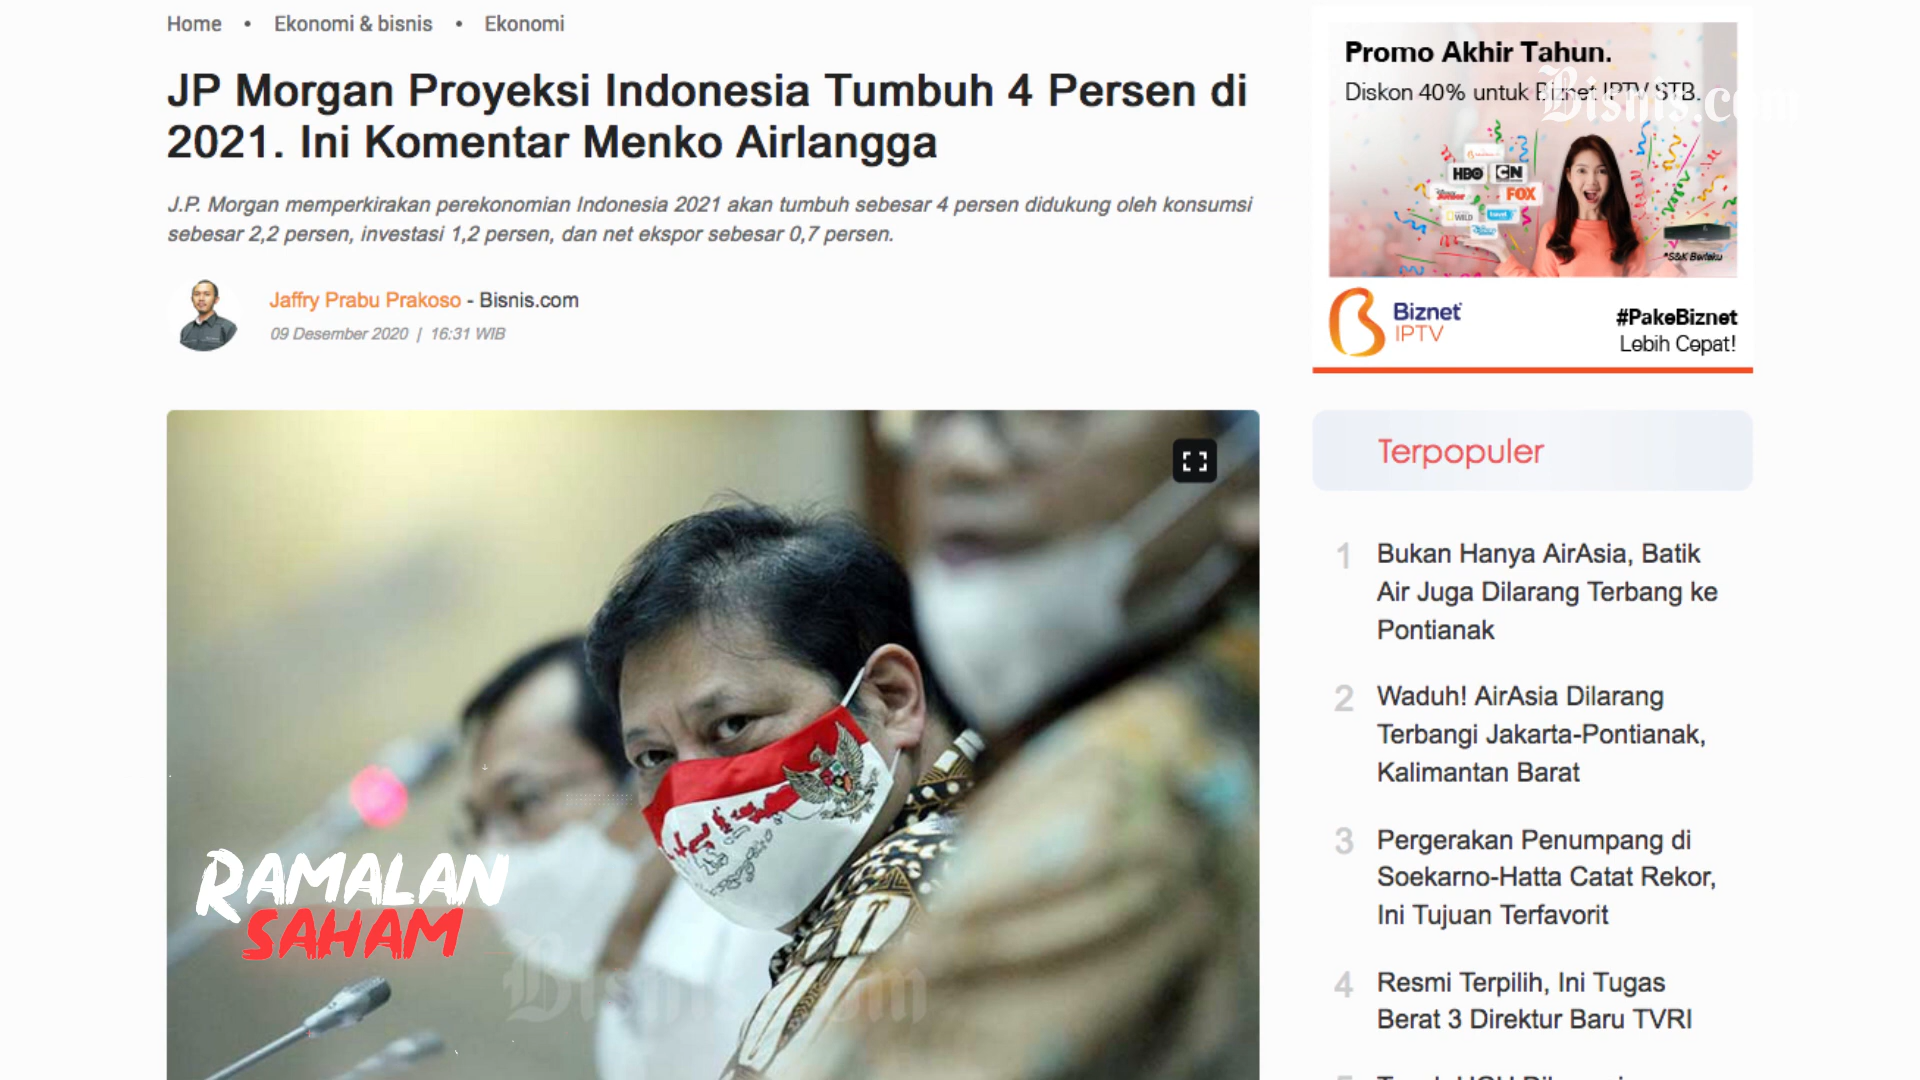 Home • Ekonomi & bisnis • Ekonomi
JP Morgan Proyeksi Indonesia Tumbuh 4 Persen di
2021. Ini Komentar Menko Airlangga
J.P. Morgan memperkirakan perekonomian Indonesia 2021 akan tumbuh sebesar 4 persen didukung oleh konsumsi
sebesar 2,2 persen, investasi 1,2 persen, dan net ekspor sebesar 0,7 persen.
Jaffry Prabu Prakoso - Bisnis.com
09 Desember 2020 | 16:31 WIB
RAMALAN
SAHAM
Bisnis.com
Promo Akhir Tahun.
Diskon 40% untuk Biznet IPTV STB.
Bisnis.com
HBO CN
FOX
WILD
*S&K Berlaku
Biznet
IPTV
#PakeBiznet
Lebih Cepat!
Terpopuler
1 Bukan Hanya AirAsia, Batik
Air Juga Dilarang Terbang ke
Pontianak
2 Waduh! AirAsia Dilarang
Terbangi Jakarta-Pontianak,
Kalimantan Barat
3 Pergerakan Penumpang di
Soekarno-Hatta Catat Rekor,
Ini Tujuan Terfavorit
4 Resmi Terpilih, Ini Tugas
Berat 3 Direktur Baru TVRI